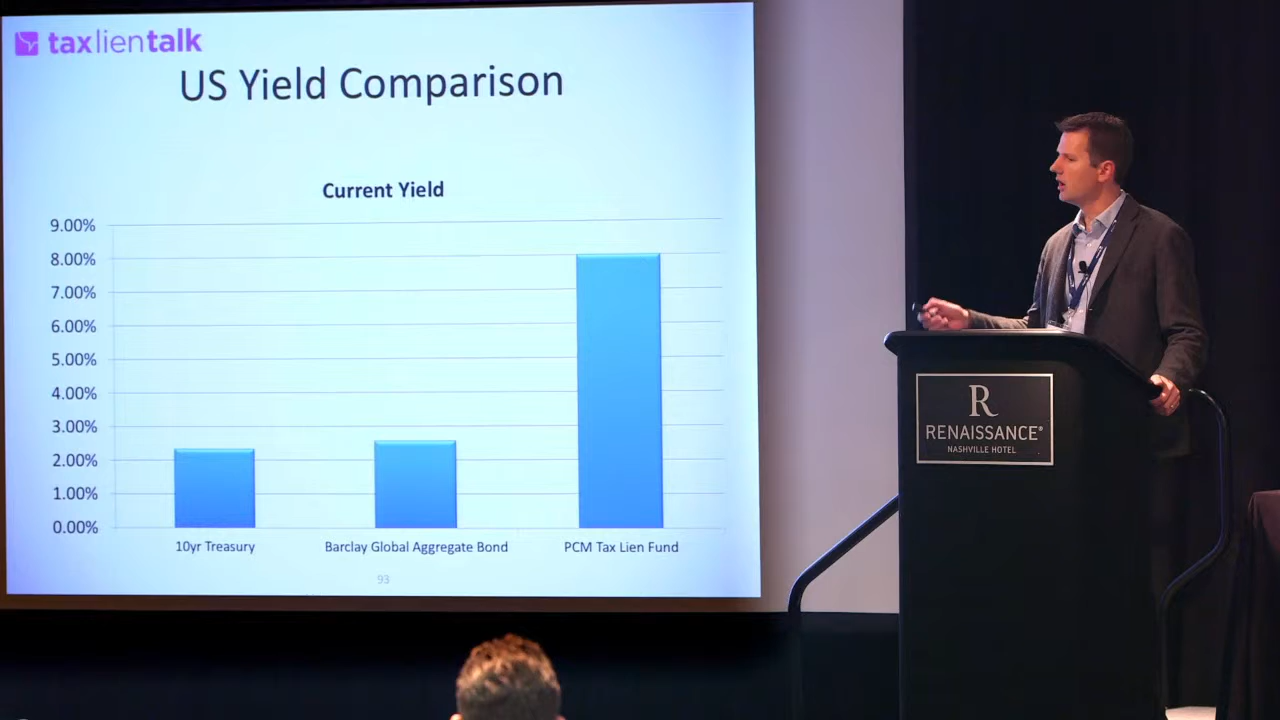 taxlientalk
US Yield Comparison
Current Yield
9.00%
8.00%
7.00%
6.00%
5.00%
4.00%
3.00%
2.00%
1.00%
0.00%
10yr Treasury
Barclay Global Aggregate Bond
PCM Tax Lien Fund
93
R
RENAISSANCE®
NASHVILLE HOTEL